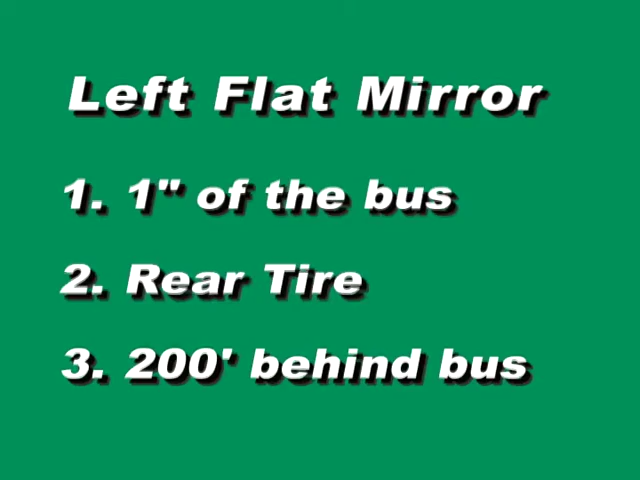 Left Flat Mirror
1. 1" of the bus
2. Rear Tire
3. 200' behind bus